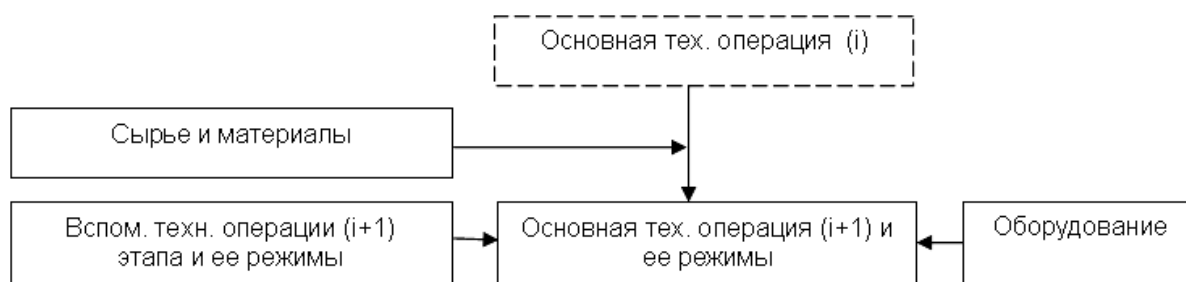 Основная тех. операция (i)
Сырье и материалы
Вспом. техн. операции (i+1)
этапа и ее режимы
Основная тех. операция (i+1) и
ее режимы
Оборудование